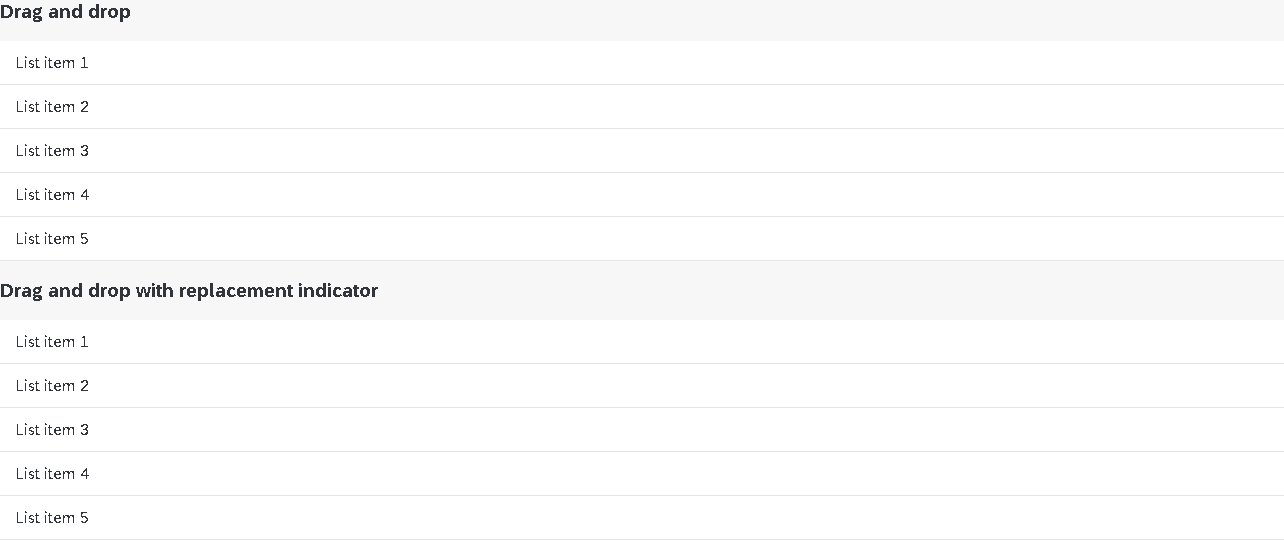 Drag and drop
List item 1
List item 2
List item 3
List item 4
List item 5
Drag and drop with replacement indicator
List item 1
List item 2
List item 3
List item 4
List item 5